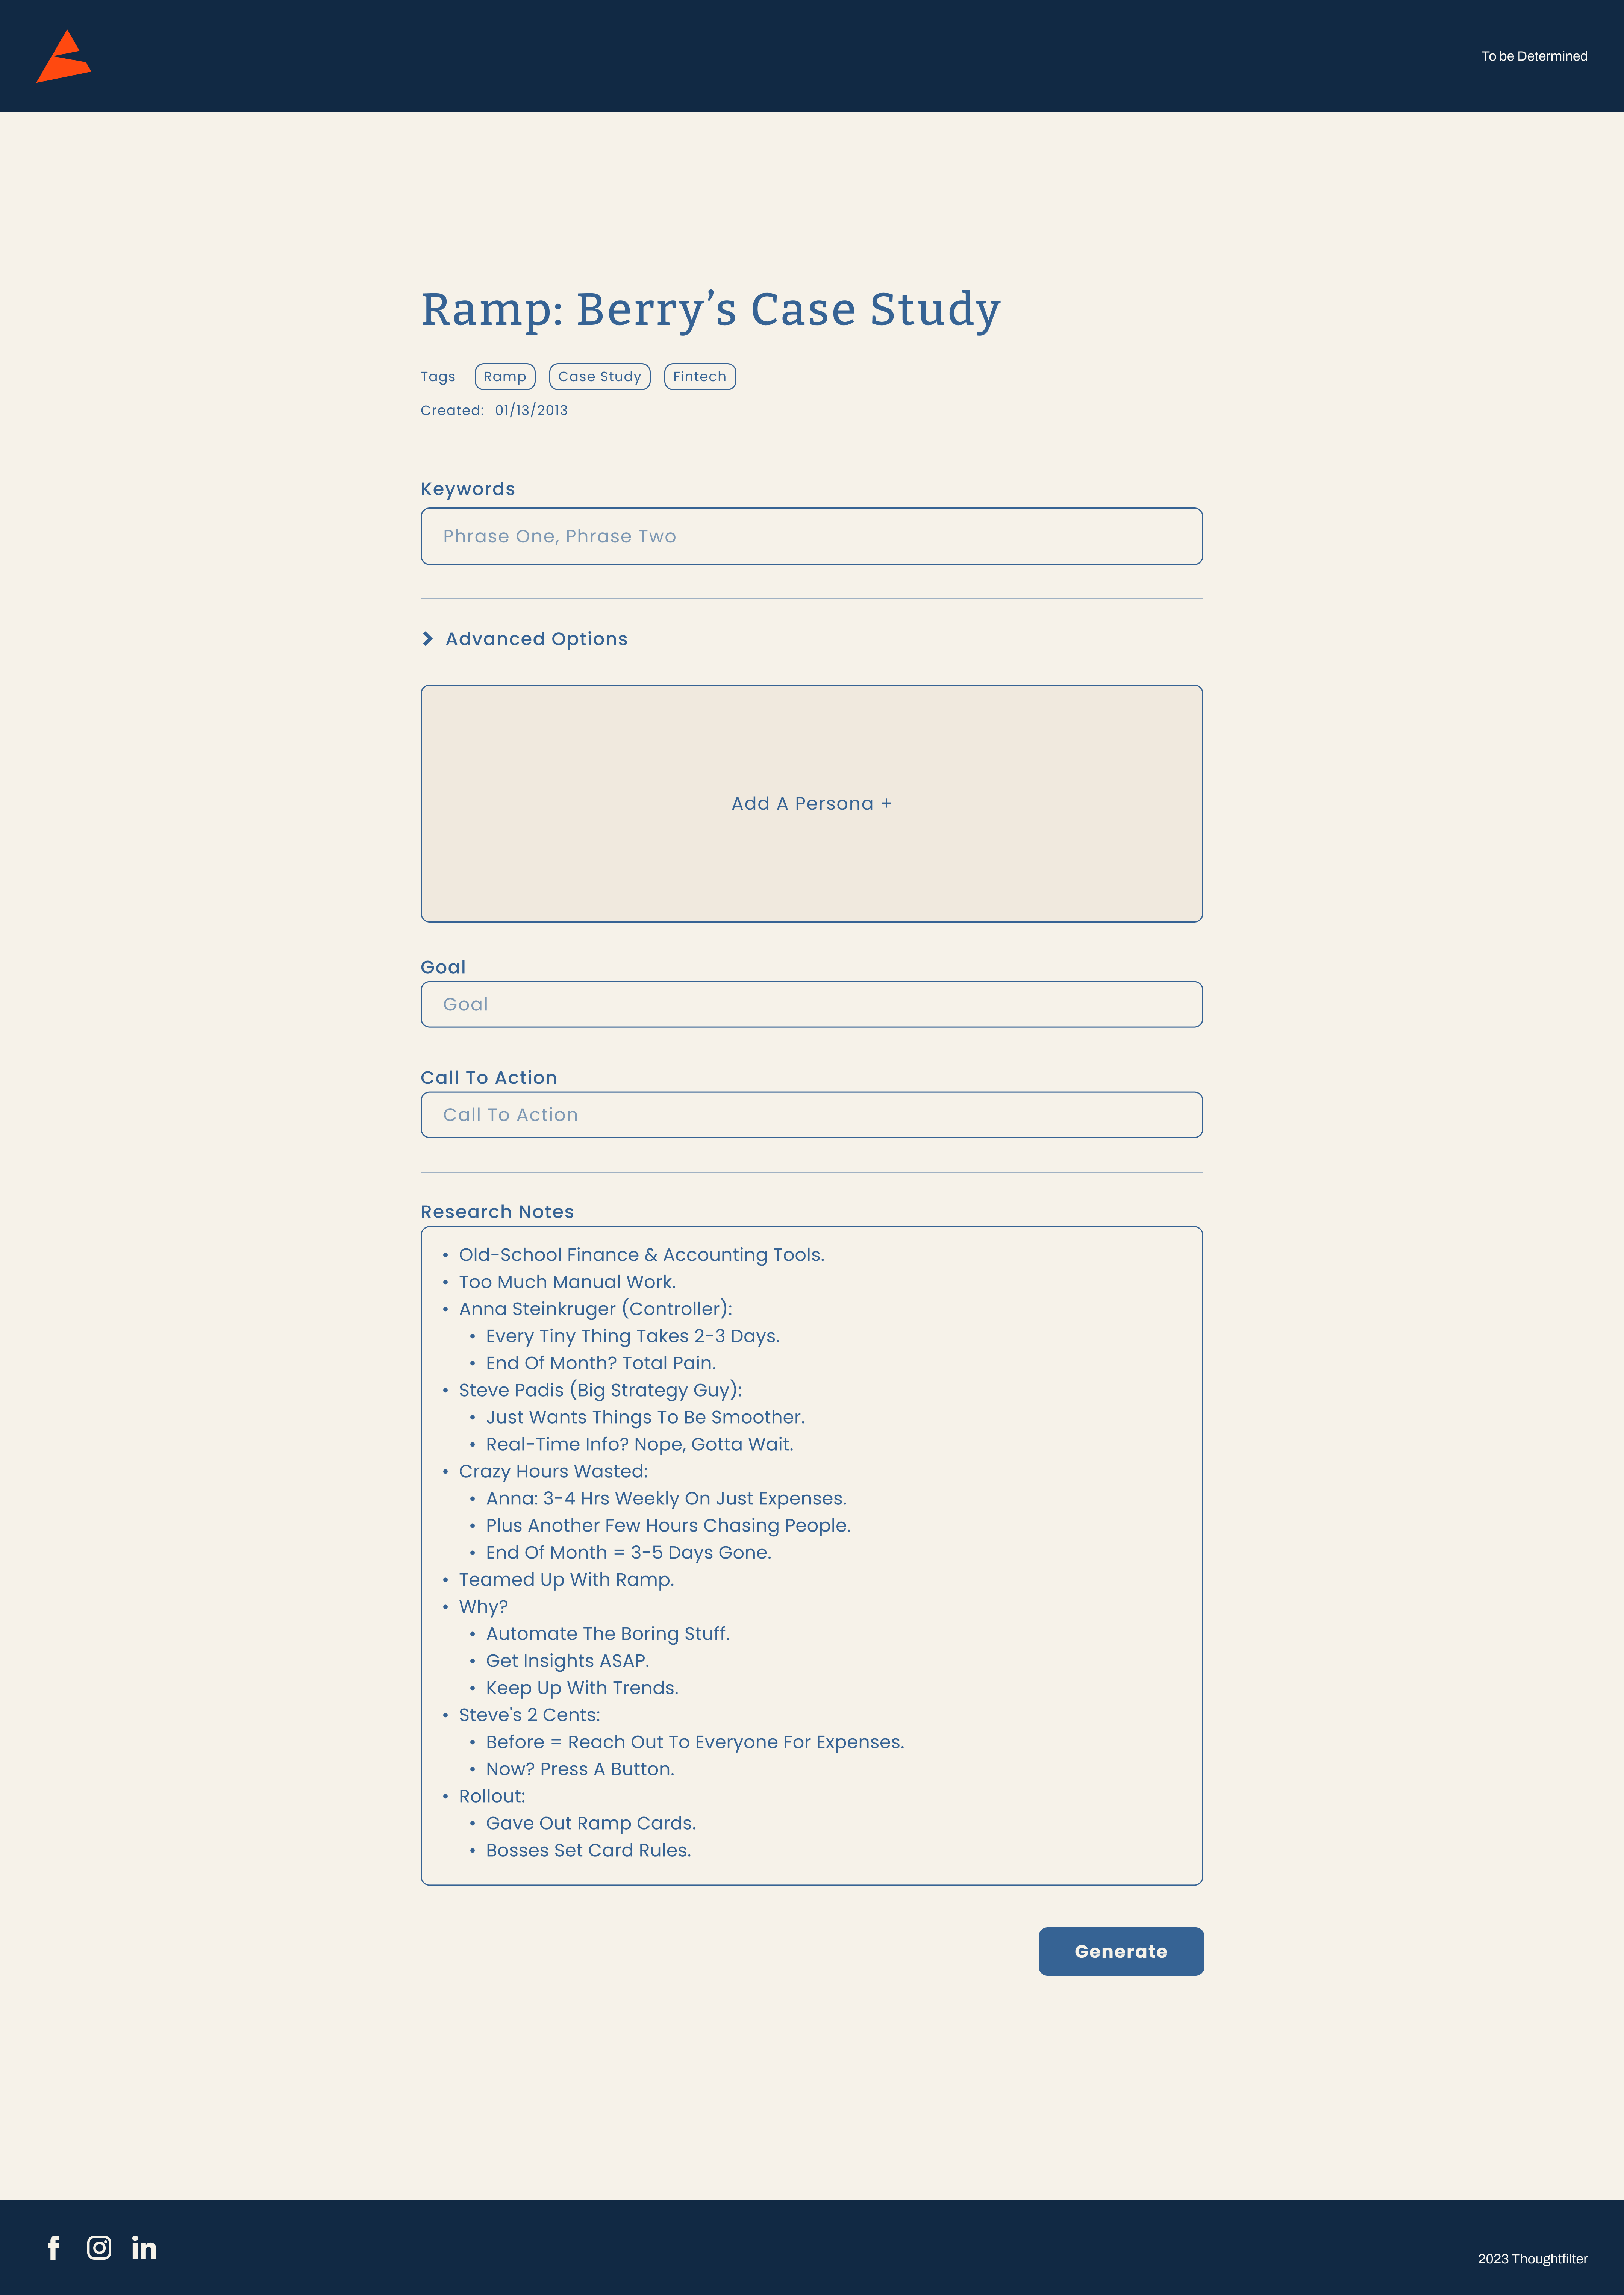 To be Determined
Ramp: Berry’s Case Study
Tags Ramp Case Study Fintech
Created: 01/13/2013
Keywords
Phrase One, Phrase Two
Advanced Options
Add A Persona +
Goal
Goal
Call To Action
Call To Action
Research Notes
• Old-School Finance & Accounting Tools.
• Too Much Manual Work.
• Anna Steinkruger (Controller):
• Every Tiny Thing Takes 2-3 Days.
• End Of Month? Total Pain.
• Steve Padis (Big Strategy Guy):
• Just Wants Things To Be Smoother.
• Real-Time Info? Nope, Gotta Wait.
• Crazy Hours Wasted:
• Anna: 3-4 Hrs Weekly On Just Expenses.
• Plus Another Few Hours Chasing People.
• End Of Month = 3-5 Days Gone.
• Teamed Up With Ramp.
• Why?
• Automate The Boring Stuff.
• Get Insights ASAP.
• Keep Up With Trends.
• Steve's 2 Cents:
• Before = Reach Out To Everyone For Expenses.
• Now? Press A Button.
• Rollout:
• Gave Out Ramp Cards.
• Bosses Set Card Rules.
Generate
2023 Thoughtfilter